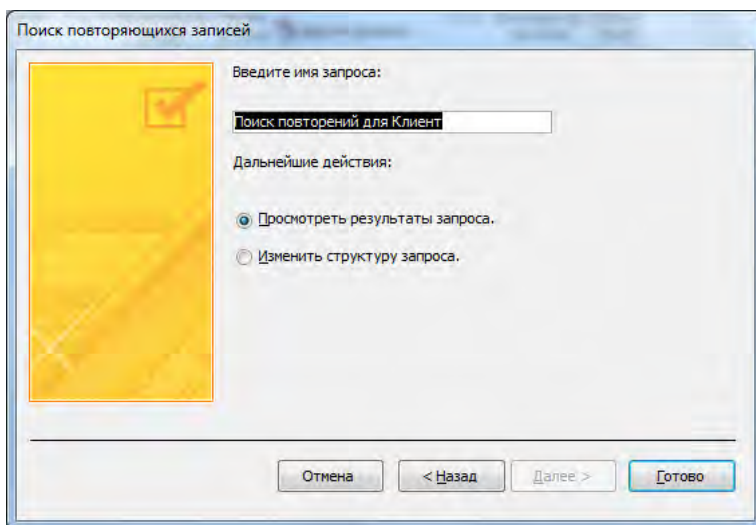 Поиск повторяющихся записей
Введите имя запроса:
Поиск повторений для Клиент
Дальнейшие действия:
Просмотреть результаты запроса.
Изменить структуру запроса.
Отмена
< Назад
Далее >
Готово